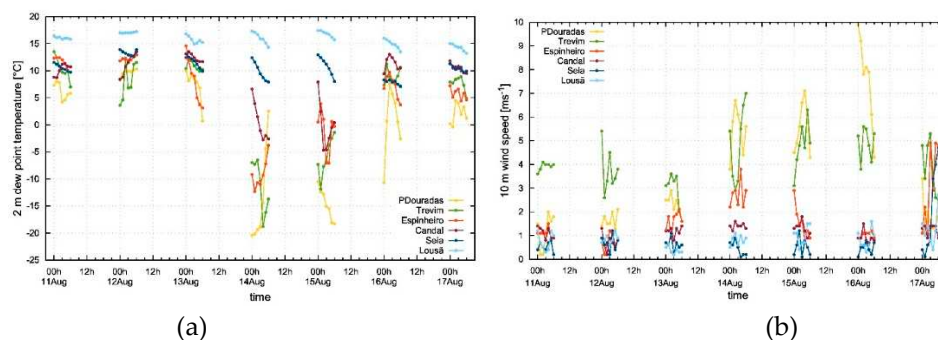 20
15
10
5
0
-5
-10
-15
-20
-25
2 m dew point temperature [°C]
PDouradas
Trevim
Espinheiro
Candal
Seia
Lousã
00h 12h 00h 12h 00h 12h 00h 12h 00h 12h 00h 12h 00h
11Aug 12Aug 13Aug 14Aug 15Aug 16Aug 17Aug
time
(a)
10
9
8
7
6
5
4
3
2
1
0
10 m wind speed [ms⁻¹]
PDouradas
Trevim
Espinheiro
Candal
Seia
Lousã
00h 12h 00h 12h 00h 12h 00h 12h 00h 12h 00h 12h 00h
11Aug 12Aug 13Aug 14Aug 15Aug 16Aug 17Aug
time
(b)